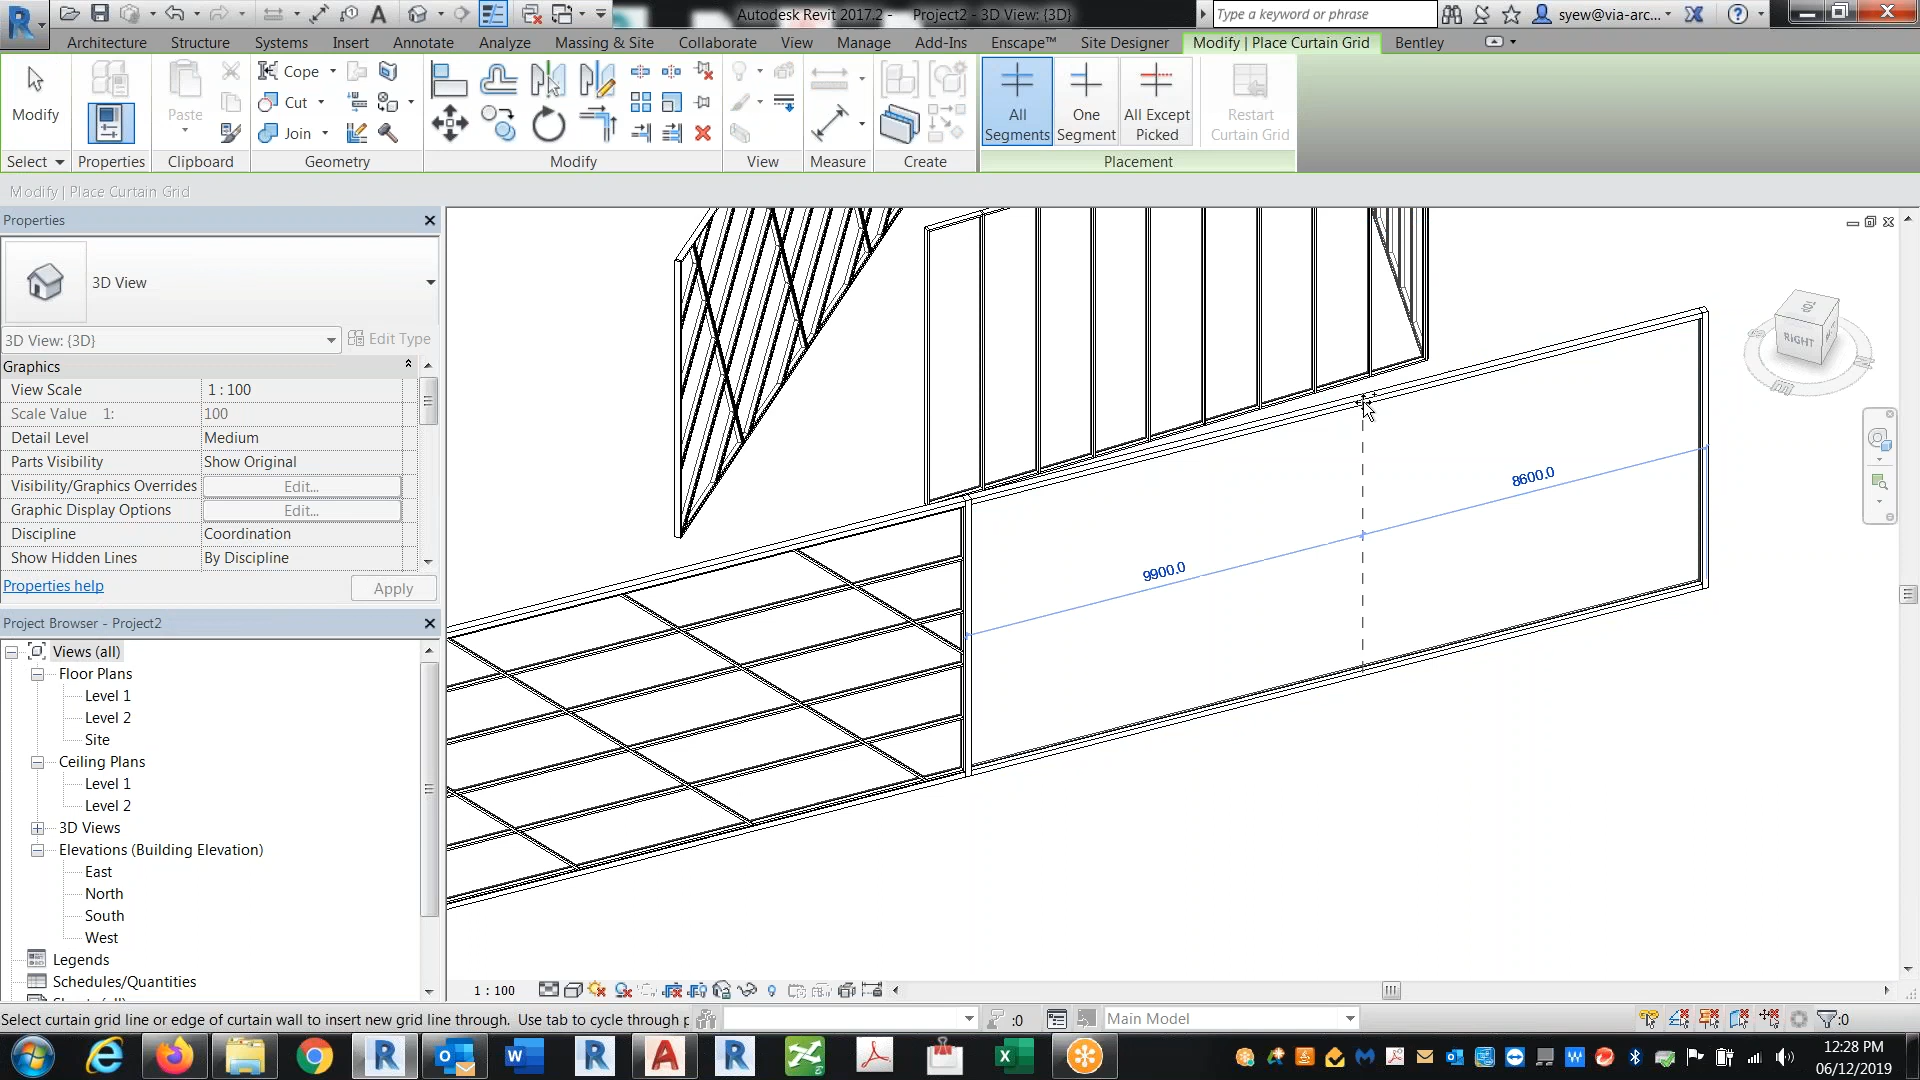 Autodesk Revit 2017.2 -     Project2 - 3D View: {3D}
Type a keyword or phrase
syew@via-arc...
Architecture
Structure
Systems
Insert
Annotate
Analyze
Massing & Site
Collaborate
View
Manage
Add-Ins
Enscape™
Site Designer
Modify | Place Curtain Grid
Bentley
Modify
Paste
Cope
Cut
Join
All Segments
One Segment
All Except Picked
Restart Curtain Grid
Select
Properties
Clipboard
Geometry
Modify
View
Measure
Create
Placement
Modify | Place Curtain Grid
Properties
3D View
3D View: {3D}
Edit Type
Graphics
View Scale 1 : 100
Scale Value 1: 100
Detail Level Medium
Parts Visibility Show Original
Visibility/Graphics Overrides Edit...
Graphic Display Options Edit...
Discipline Coordination
Show Hidden Lines By Discipline
Properties help
Apply
Project Browser - Project2
Views (all)
Floor Plans
Level 1
Level 2
Site
Ceiling Plans
Level 1
Level 2
3D Views
Elevations (Building Elevation)
East
North
South
West
Legends
Schedules/Quantities
8600.0
9900.0
TOP
RIGHT
1 : 100
Select curtain grid line or edge of curtain wall to insert new grid line through. Use tab to cycle through
:0
Main Model
:0
12:28 PM
06/12/2019